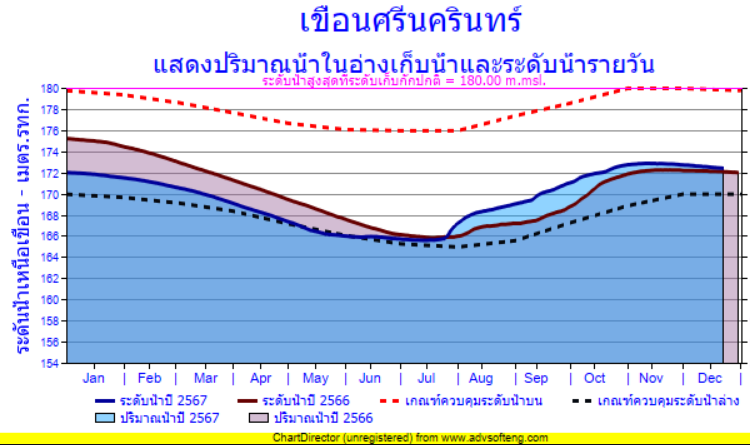 เขื่อนศรีนครินทร์
แสดงปริมาณน้ำในอ่างเก็บน้ำและระดับน้ำรายวัน
ระดับน้ำสูงสุดที่ระดับเก็บกักปกติ = 180.00 m.msl.
ระดับน้ำเหนือเขื่อน - เมตร.รทก.
180
178
176
174
172
170
168
166
164
162
160
158
156
154
Jan | Feb | Mar | Apr | May | Jun | Jul | Aug | Sep | Oct | Nov | Dec |
ระดับน้ำปี 2567 ระดับน้ำปี 2566 เกณฑ์ควบคุมระดับน้ำบน เกณฑ์ควบคุมระดับน้ำล่าง
ปริมาณน้ำปี 2567 ปริมาณน้ำปี 2566
ChartDirector (unregistered) from www.advsofteng.com